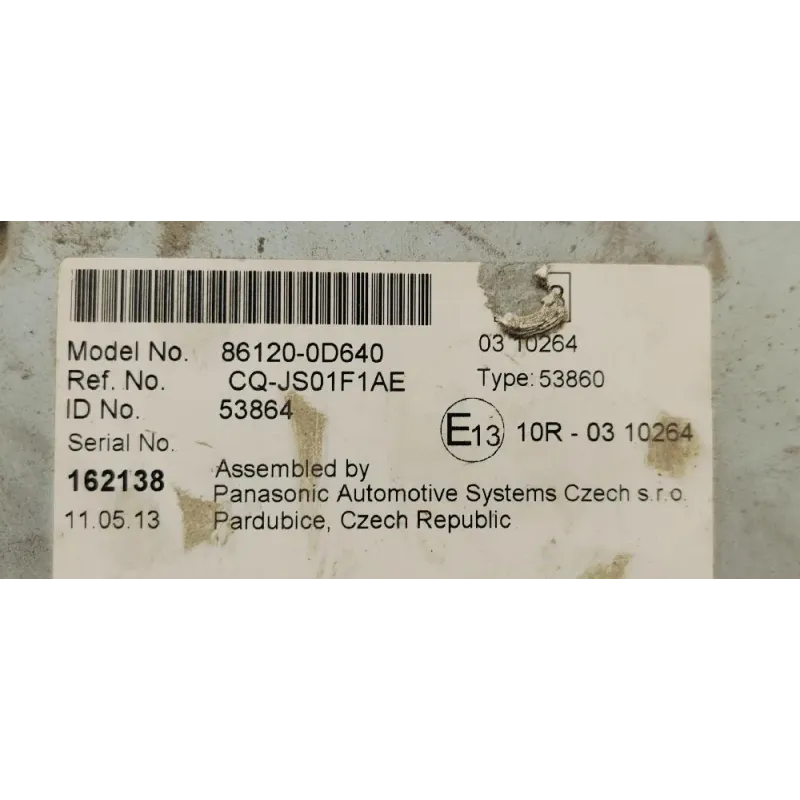 Model No. 86120-0D640
Ref. No. CQ-JS01F1AE
ID No. 53864
Serial No.
162138
11.05.13
Assembled by
Panasonic Automotive Systems Czech s.r.o.
Pardubice, Czech Republic
03 10264
Type: 53860
E13 10R - 03 10264